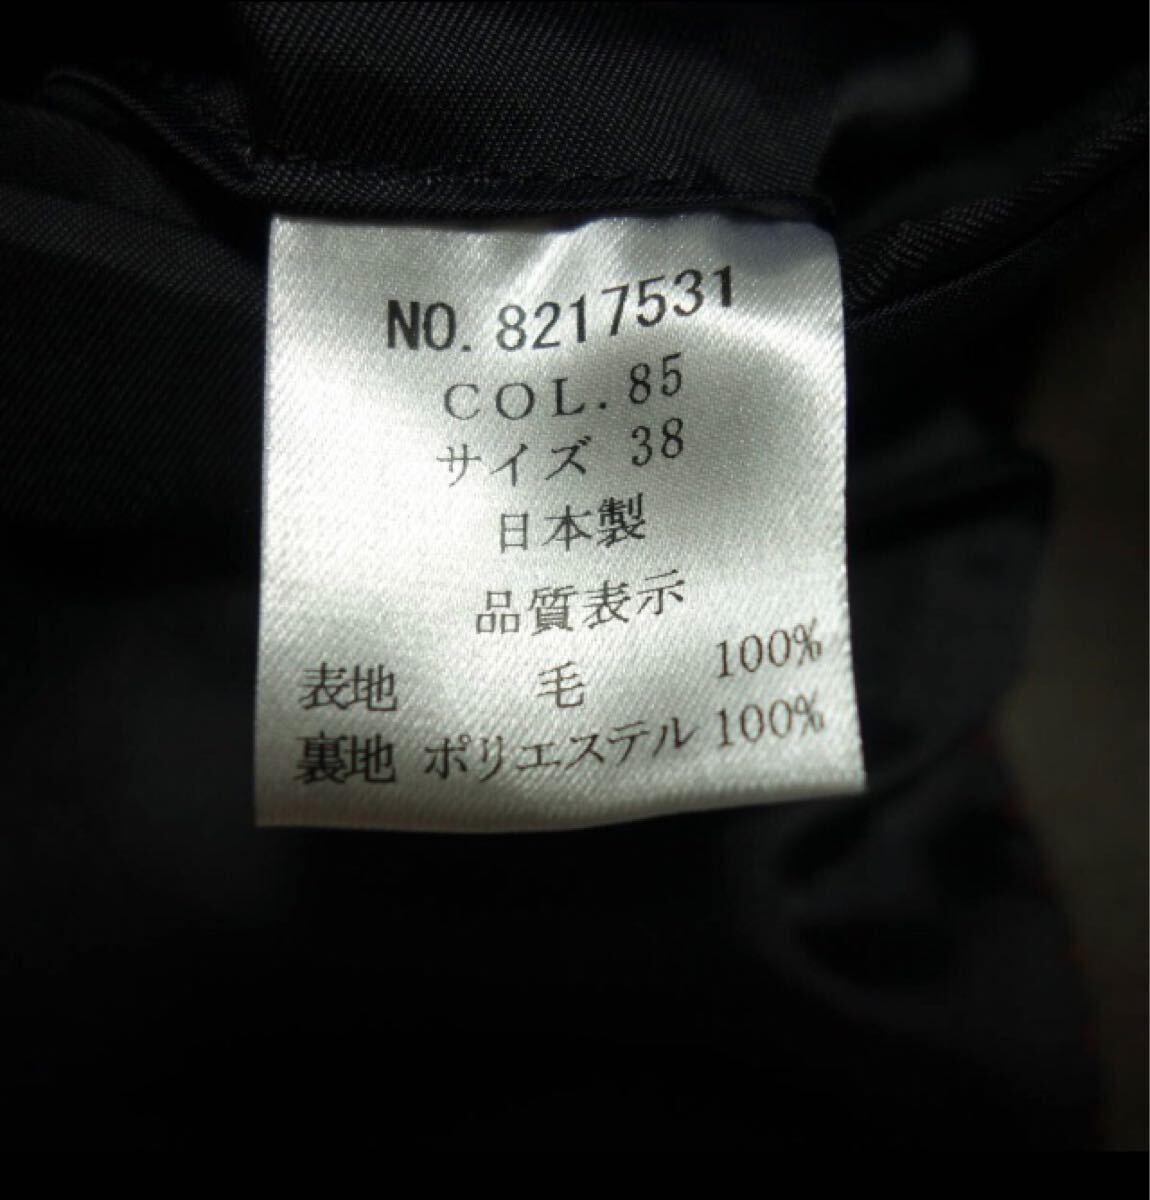 NO.8217531
COL.85
サイズ 38
日本製
品質表示
表地 毛 100%
裏地 ポリエステル 100%